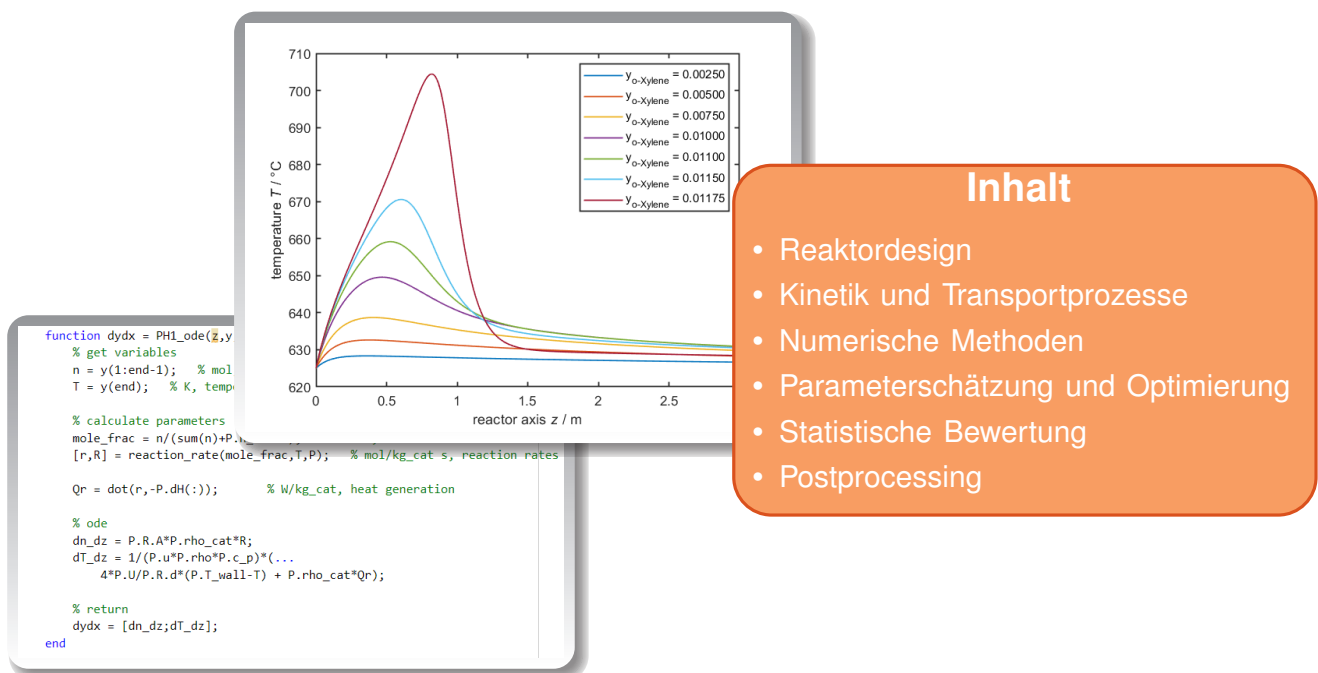 710
700
690
680
670
660
650
640
630
620
0
0.5
1
1.5
2
2.5
temperature T / °C
reactor axis z / m
y_o-Xylene = 0.00250
y_o-Xylene = 0.00500
y_o-Xylene = 0.00750
y_o-Xylene = 0.01000
y_o-Xylene = 0.01100
y_o-Xylene = 0.01150
y_o-Xylene = 0.01175
Inhalt
• Reaktordesign
• Kinetik und Transportprozesse
• Numerische Methoden
• Parameterschätzung und Optimierung
• Statistische Bewertung
• Postprocessing
function dydx = PH1_ode(z,y
% get variables
n = y(1:end-1); % mol
T = y(end); % K,
% calculate parameters
mole_frac = n/(sum(n)+P.
[r,R] = reaction_rate(mole_frac,T,P); % mol/kg_cat s, reaction rates
Qr = dot(r,-P.dH(:)); % W/kg_cat, heat generation
% ode
dn_dz = P.R.A*P.rho_cat*R;
dT_dz = 1/(P.u*P.rho*P.c_p)*(...
4*P.U/P.R.d*(P.T_wall-T) + P.rho_cat*Qr);
% return
dydx = [dn_dz;dT_dz];
end